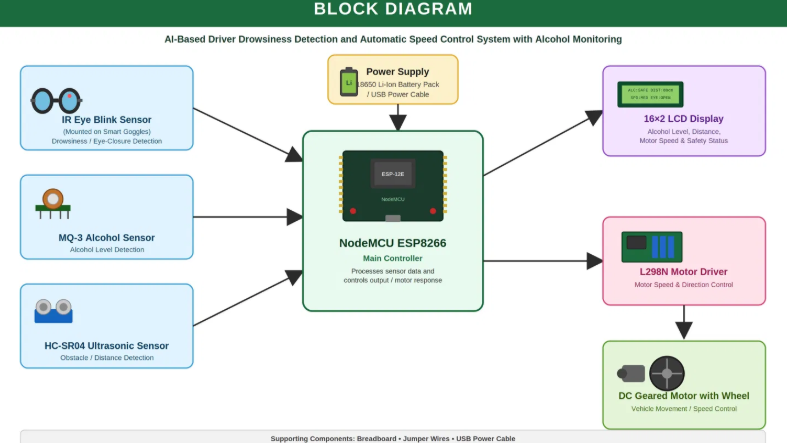 BLOCK DIAGRAM
AI-Based Driver Drowsiness Detection and Automatic Speed Control System with Alcohol Monitoring
Power Supply
Li
18650 Li-Ion Battery Pack
/ USB Power Cable
IR Eye Blink Sensor
(Mounted on Smart Goggles)
Drowsiness / Eye-Closure Detection
MQ-3 Alcohol Sensor
Alcohol Level Detection
HC-SR04 Ultrasonic Sensor
Obstacle / Distance Detection
ESP-12E
NodeMCU
NodeMCU ESP8266
Main Controller
Processes sensor data and
controls output / motor response
16×2 LCD Display
Alcohol Level, Distance,
Motor Speed & Safety Status
L298N Motor Driver
Motor Speed & Direction Control
DC Geared Motor with Wheel
Vehicle Movement / Speed Control
Supporting Components: Breadboard • Jumper Wires • USB Power Cable